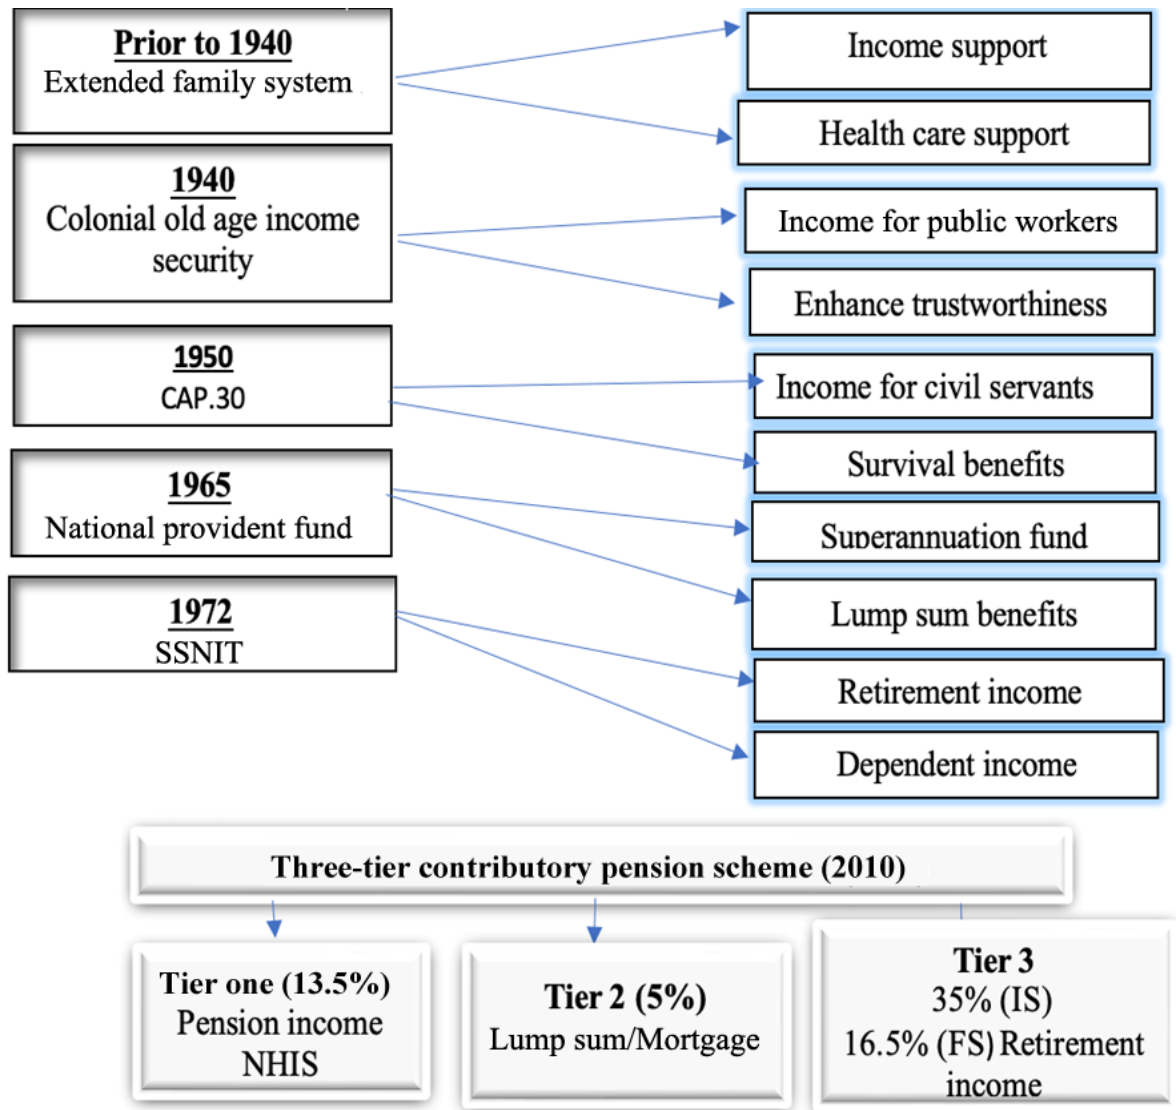 Prior to 1940
Extended family system
1940
Colonial old age income
security
1950
CAP.30
1965
National provident fund
1972
SSNIT
Income support
Health care support
Income for public workers
Enhance trustworthiness
Income for civil servants
Survival benefits
Superannuation fund
Lump sum benefits
Retirement income
Dependent income
Three-tier contributory pension scheme (2010)
Tier one (13.5%)
Pension income
NHIS
Tier 2 (5%)
Lump sum/Mortgage
Tier 3
35% (IS)
16.5% (FS) Retirement
income